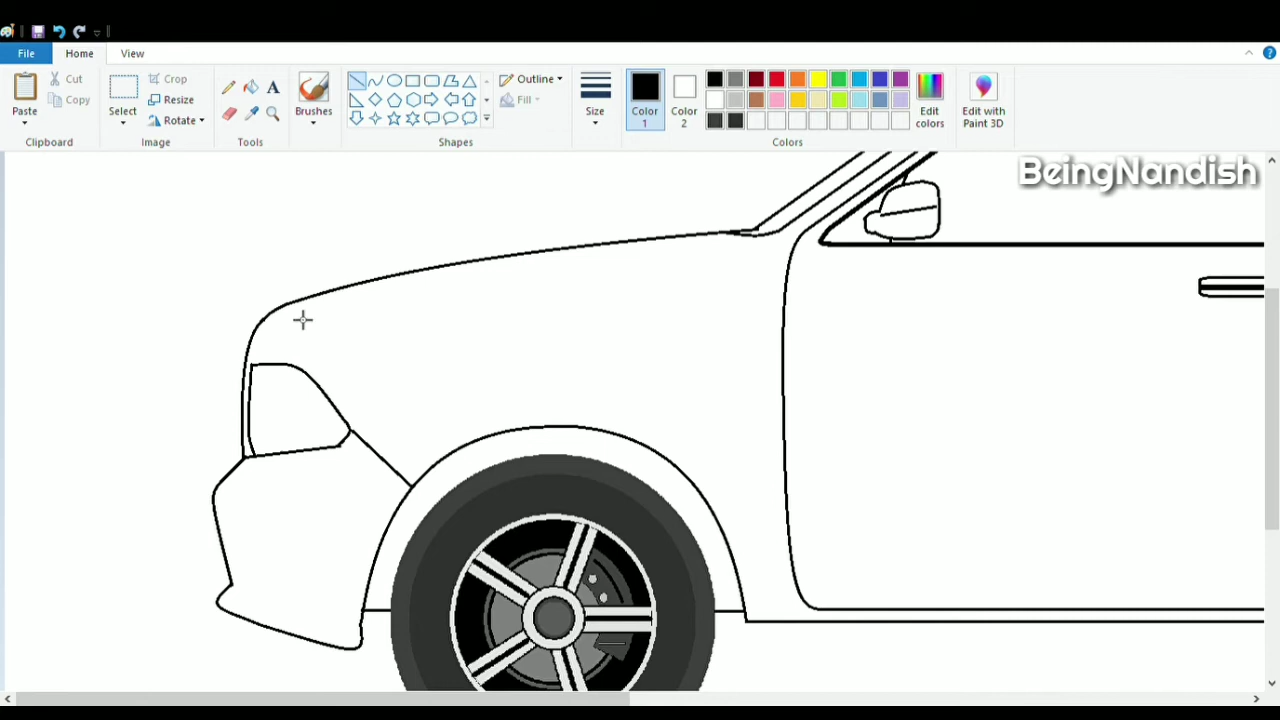 File Home View
Paste
Cut
Copy
Clipboard
Select
Crop
Resize
Rotate
Image
A
Tools
Brushes
Outline
Fill
Shapes
Size
Color 1
Color 2
Edit colors
Colors
Edit with Paint 3D
?
BeingNandish